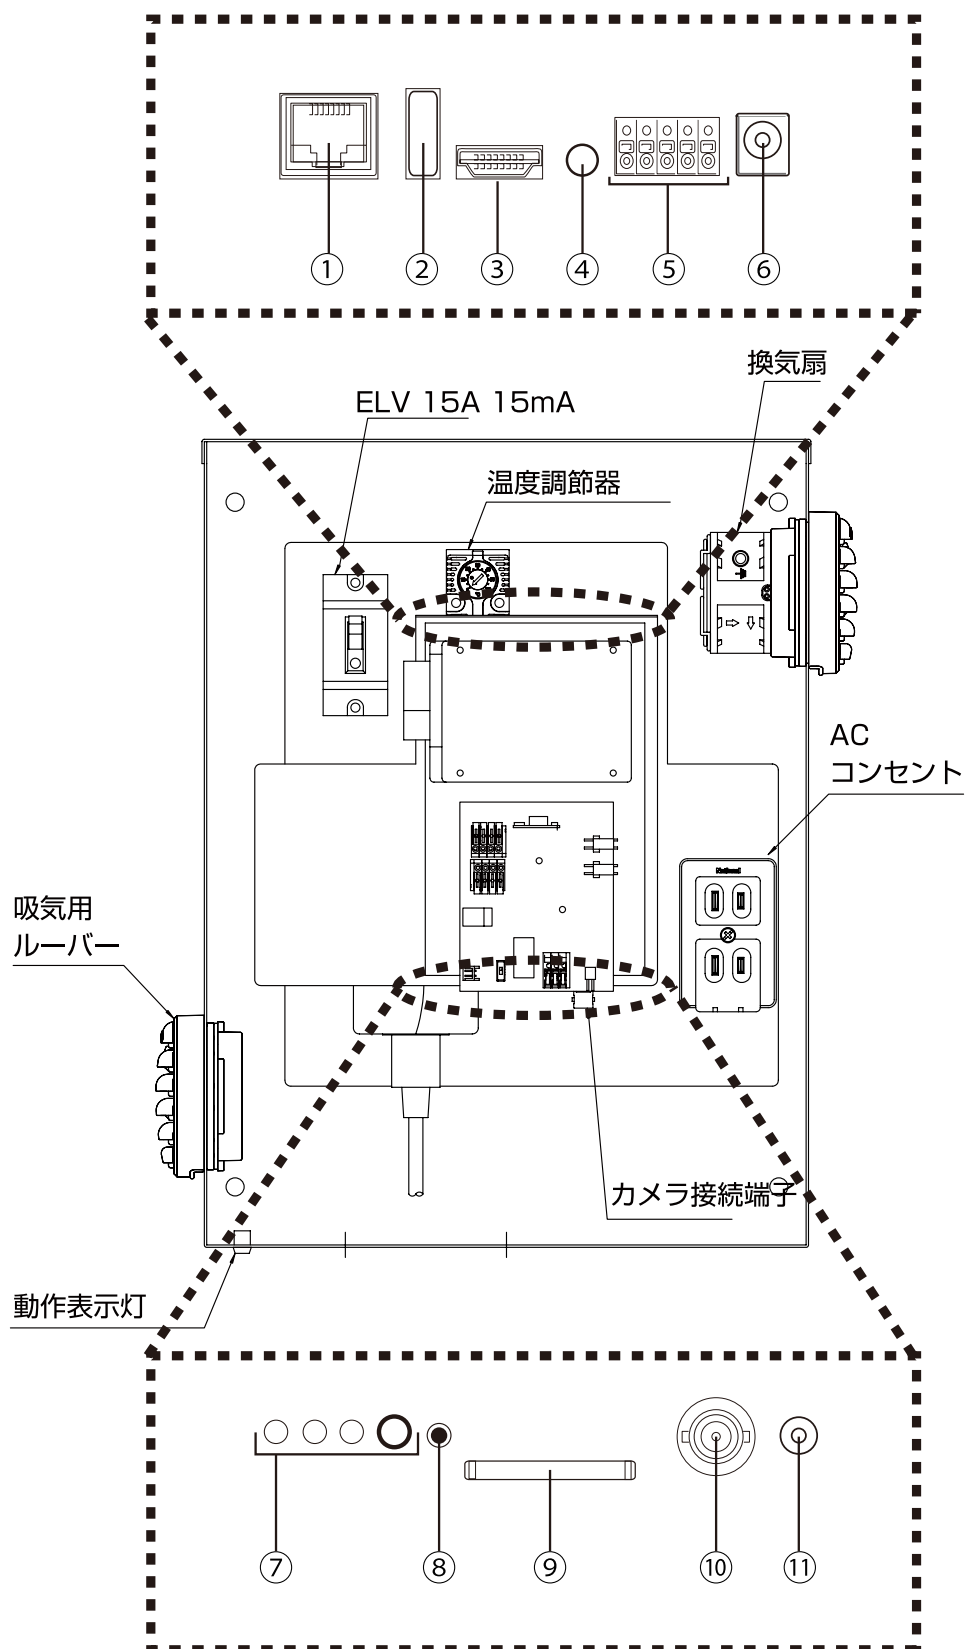 ① ② ③ ④ ⑤ ⑥
換気扇
ELV 15A 15mA
温度調節器
AC
コンセント
National
吸気用
ルーバー
カメラ接続端子
動作表示灯
⑦ ⑧ ⑨ ⑩ ⑪